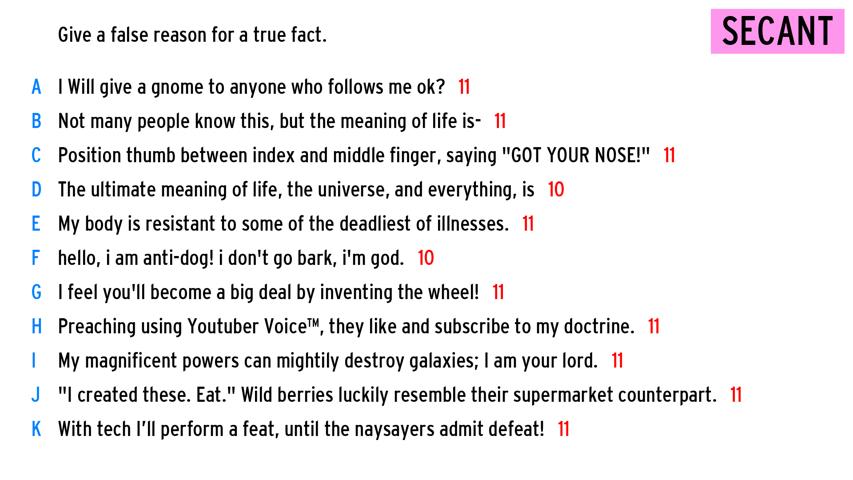 Give a false reason for a true fact.
SECANT
A I Will give a gnome to anyone who follows me ok? 11
B Not many people know this, but the meaning of life is- 11
C Position thumb between index and middle finger, saying "GOT YOUR NOSE!" 11
D The ultimate meaning of life, the universe, and everything, is 10
E My body is resistant to some of the deadliest of illnesses. 11
F hello, i am anti-dog! i don't go bark, i'm god. 10
G I feel you'll become a big deal by inventing the wheel! 11
H Preaching using Youtuber Voice™, they like and subscribe to my doctrine. 11
I My magnificent powers can mightily destroy galaxies; I am your lord. 11
J "I created these. Eat." Wild berries luckily resemble their supermarket counterpart. 11
K With tech I'll perform a feat, until the naysayers admit defeat! 11